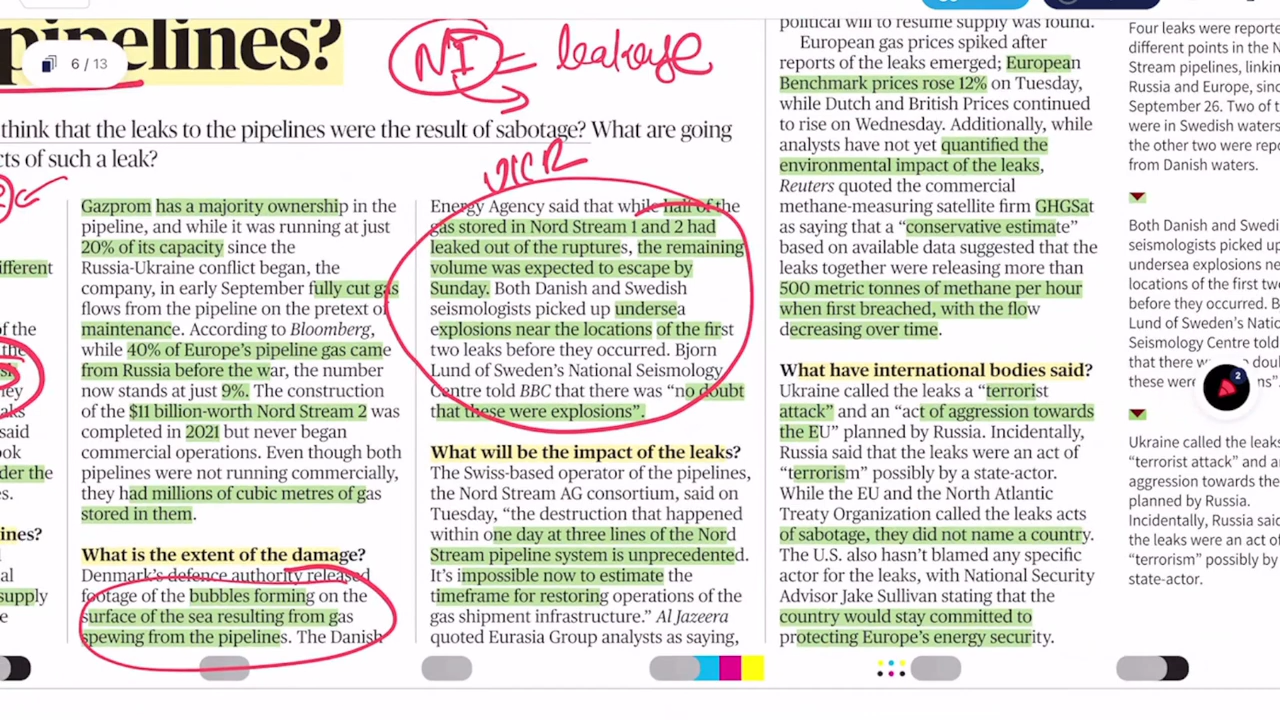 pipelines?
6 / 13
NI = leakage
think that the leaks to the pipelines were the result of sabotage? What are going
cts of such a leak?
ifferent
of the
the
hey
aks
said
ook
der the
es.
ines?
al
supply
e
Gazprom has a majority ownership in the
pipeline, and while it was running at just
20% of its capacity since the
Russia-Ukraine conflict began, the
company, in early September fully cut gas
flows from the pipeline on the pretext of
maintenance. According to Bloomberg,
while 40% of Europe's pipeline gas came
from Russia before the war, the number
now stands at just 9%. The construction
of the $11 billion-worth Nord Stream 2 was
completed in 2021 but never began
commercial operations. Even though both
pipelines were not running commercially,
they had millions of cubic metres of gas
stored in them.
What is the extent of the damage?
Denmark's defence authority released
footage of the bubbles forming on the
surface of the sea resulting from gas
spewing from the pipelines. The Danish
Energy Agency said that while half of the
gas stored in Nord Stream 1 and 2 had
leaked out of the ruptures, the remaining
volume was expected to escape by
Sunday. Both Danish and Swedish
seismologists picked up undersea
explosions near the locations of the first
two leaks before they occurred. Bjorn
Lund of Sweden's National Seismology
Centre told BBC that there was "no doubt
that these were explosions".
What will be the impact of the leaks?
The Swiss-based operator of the pipelines,
the Nord Stream AG consortium, said on
Tuesday, "the destruction that happened
within one day at three lines of the Nord
Stream pipeline system is unprecedented.
It's impossible now to estimate the
timeframe for restoring operations of the
gas shipment infrastructure." Al Jazeera
quoted Eurasia Group analysts as saying,
political will to resume supply was found.
European gas prices spiked after
reports of the leaks emerged; European
Benchmark prices rose 12% on Tuesday,
while Dutch and British Prices continued
to rise on Wednesday. Additionally, while
analysts have not yet quantified the
environmental impact of the leaks,
Reuters quoted the commercial
methane-measuring satellite firm GHGSat
as saying that a "conservative estimate"
based on available data suggested that the
leaks together were releasing more than
500 metric tonnes of methane per hour
when first breached, with the flow
decreasing over time.
What have international bodies said?
Ukraine called the leaks a "terrorist
attack" and an "act of aggression towards
the EU" planned by Russia. Incidentally,
Russia said that the leaks were an act of
"terrorism" possibly by a state-actor.
While the EU and the North Atlantic
Treaty Organization called the leaks acts
of sabotage, they did not name a country.
The U.S. also hasn't blamed any specific
actor for the leaks, with National Security
Advisor Jake Sullivan stating that the
country would stay committed to
protecting Europe's energy security.
Four leaks were reporte
different points in the N
Stream pipelines, linkin
Russia and Europe, sinc
September 26. Two of t
were in Swedish waters
the other two were repo
from Danish waters.
Both Danish and Swedi
seismologists picked up
undersea explosions ne
locations of the first two
before they occurred. B
Lund of Sweden's Natio
Seismology Centre told
that there w dou
these were ns".
2
Ukraine called the leaks
"terrorist attack" and an
aggression towards the
planned by Russia.
Incidentally, Russia said
the leaks were an act of
"terrorism" possibly by
state-actor.